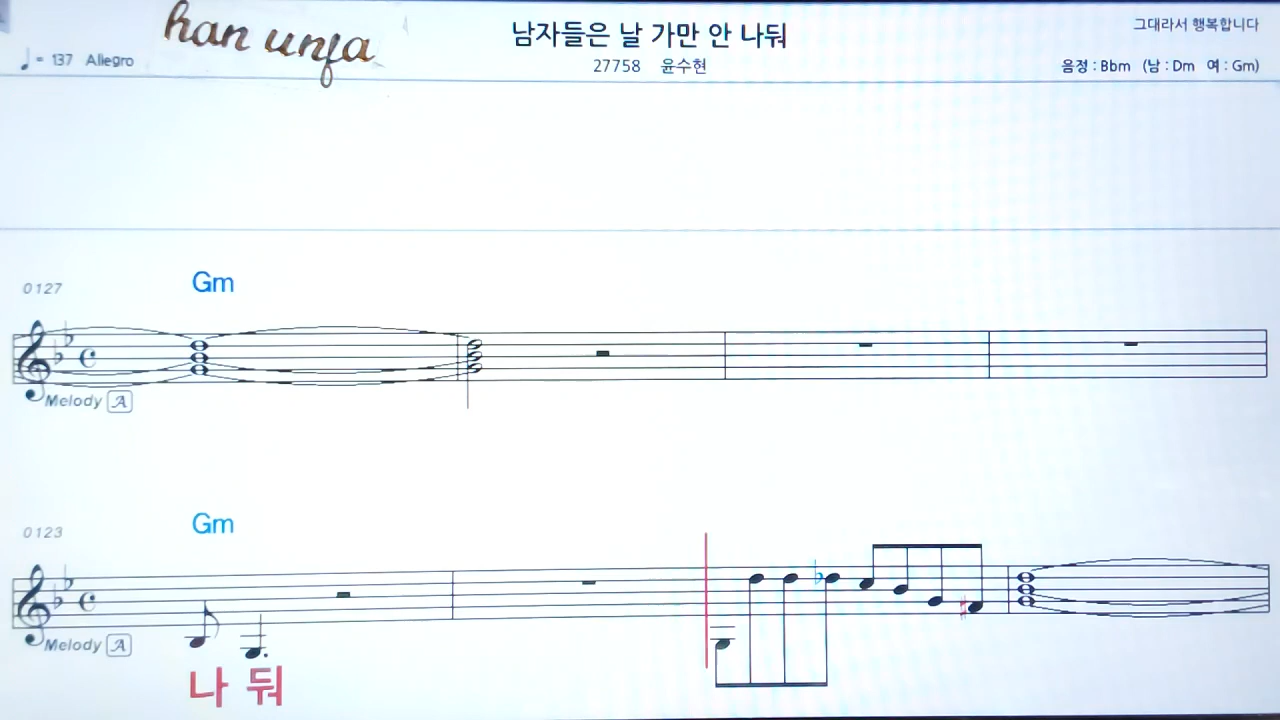 han unfa
남자들은 날 가만 안 나둬
그대라서 행복합니다
♩ = 137 Allegro
27758 윤수현
음정 : Bbm (남 : Dm 여 : Gm)
0127
Gm
Melody A
0123
Gm
Melody A
나 둬